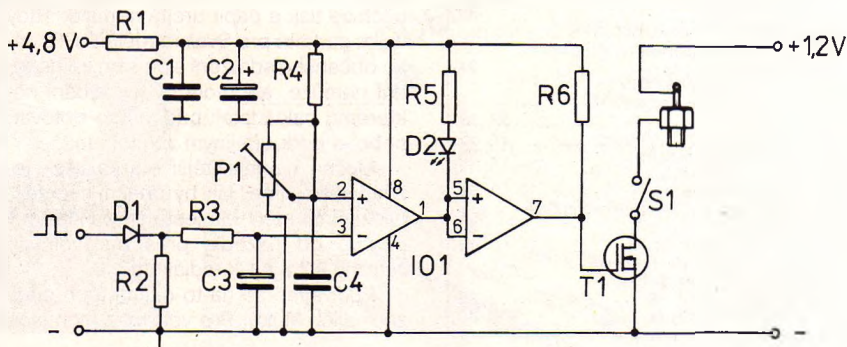 R1
+4,8 V
+1,2V
C1
C2
+
R4
R5
R6
D2
P1
S1
2
+
8
1
5
+
7
3
-
4
6
-
D1
R3
IO1
T1
R2
C3
C4
-
-